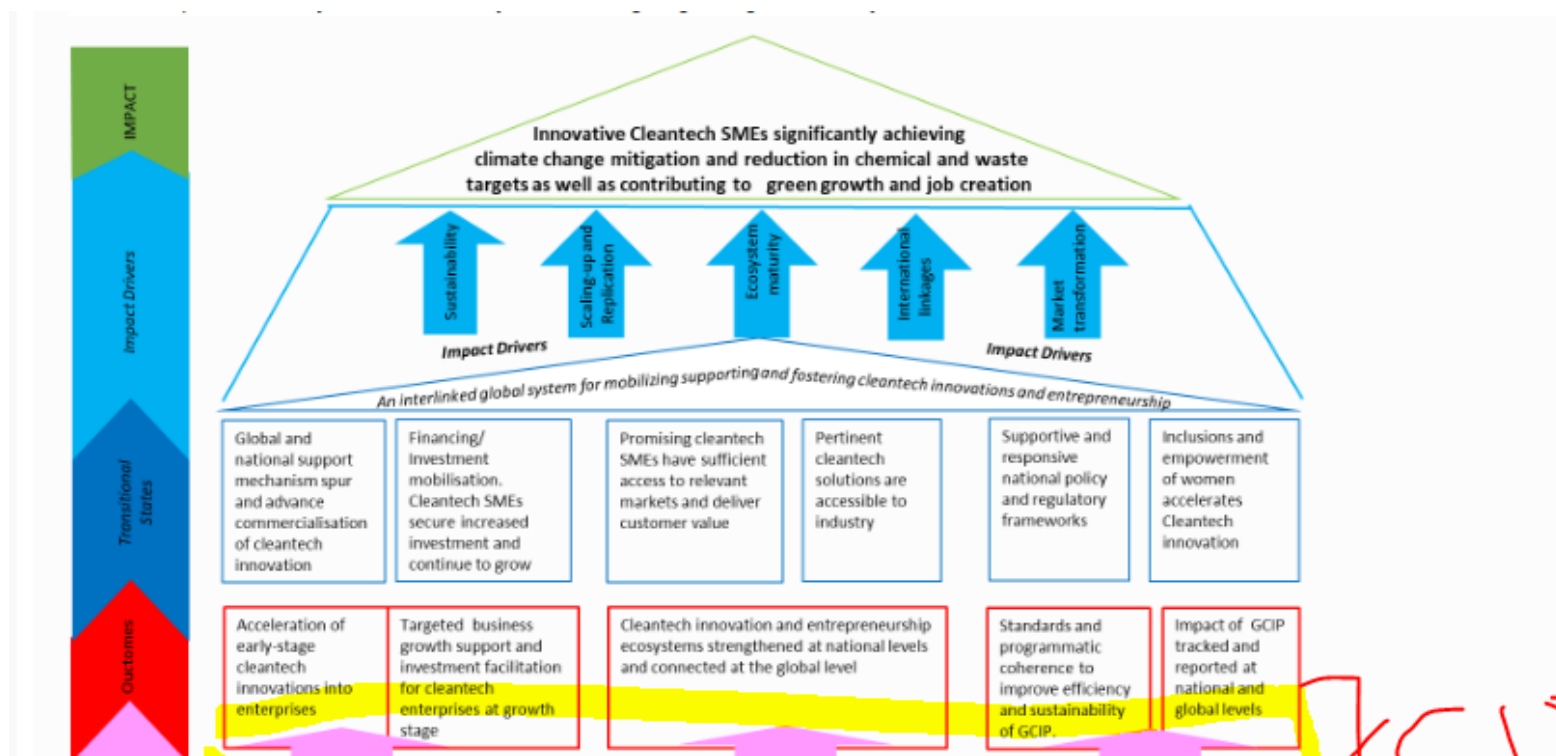 IMPACT
Innovative Cleantech SMEs significantly achieving
climate change mitigation and reduction in chemical and waste
targets as well as contributing to green growth and job creation
Impact Drivers
Sustainability
Scaling-up and
Replication
Ecosystem
maturity
International
linkages
Market
transformation
Impact Drivers
Impact Drivers
An interlinked global system for mobilizing supporting and fostering cleantech innovations and entrepreneurship
Transitional
States
Global and
national support
mechanism spur
and advance
commercialisation
of cleantech
innovation
Financing/
Investment
mobilisation.
Cleantech SMEs
secure increased
investment and
continue to grow
Promising cleantech
SMEs have sufficient
access to relevant
markets and deliver
customer value
Pertinent
cleantech
solutions are
accessible to
industry
Supportive and
responsive
national policy
and regulatory
frameworks
Inclusions and
empowerment
of women
accelerates
Cleantech
innovation
Ouctomes
Acceleration of
early-stage
cleantech
innovations into
enterprises
Targeted business
growth support and
investment facilitation
for cleantech
enterprises at growth
stage
Cleantech innovation and entrepreneurship
ecosystems strengthened at national levels
and connected at the global level
Standards and
programmatic
coherence to
improve efficiency
and sustainability
of GCIP.
Impact of GCIP
tracked and
reported at
national and
global levels